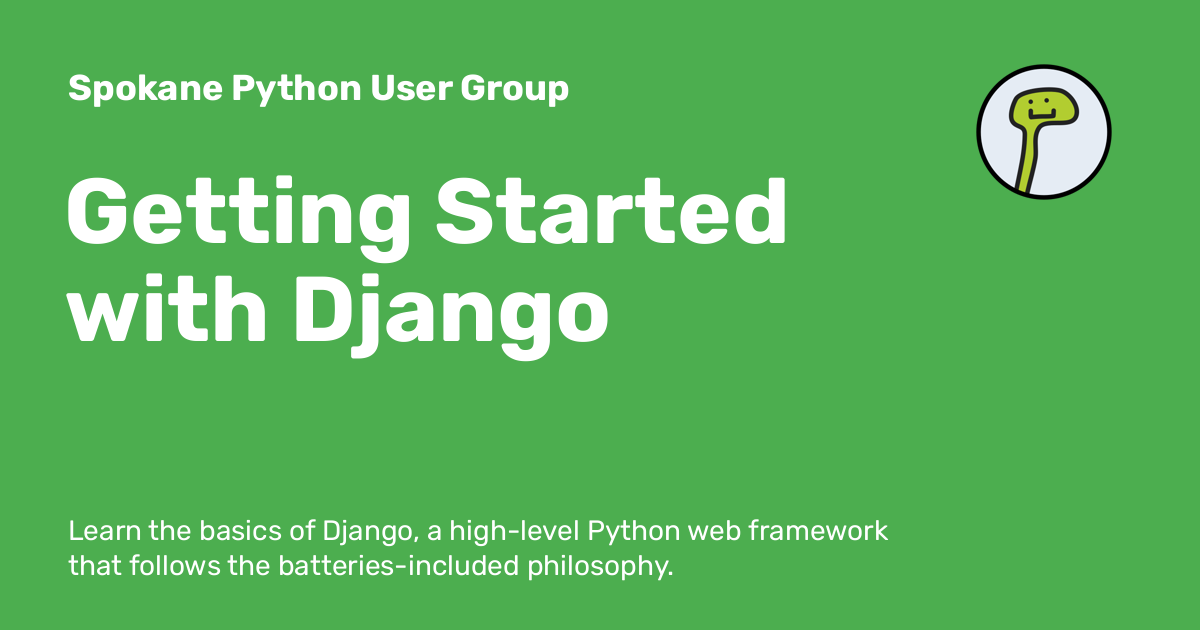 Spokane Python User Group
Getting Started
with Django
Learn the basics of Django, a high-level Python web framework
that follows the batteries-included philosophy.